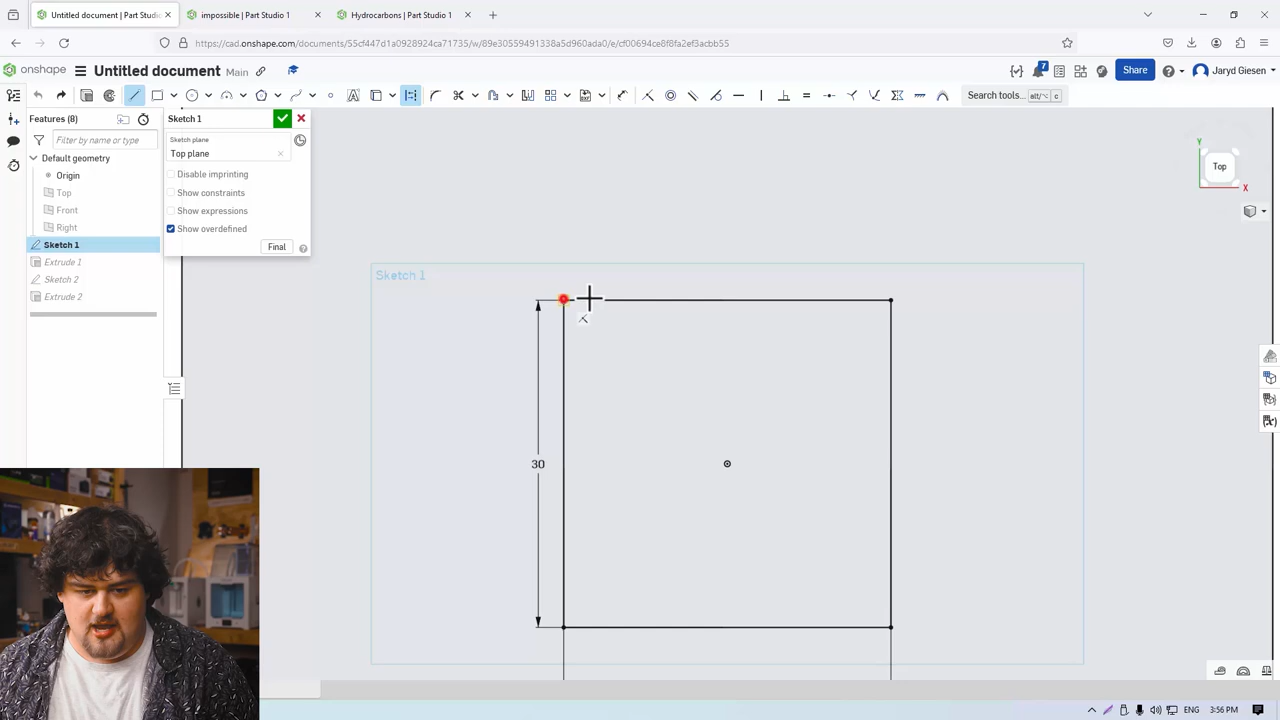 Untitled document | Part Studi
impossible | Part Studio 1
Hydrocarbons | Part Studio 1
https://cad.onshape.com/documents/55cf447d1a0928924ca71735/w/89e30559491338a5d960ada0/e/cf00694ce8f8fa2ef3acbb55
onshape
Untitled document
Main
7
Share
Jaryd Giesen
Search tools...
alt/⌥
c
Features (8)
Filter by name or type
Default geometry
Origin
Top
Front
Right
Sketch 1
Extrude 1
Sketch 2
Extrude 2
Sketch 1
Sketch plane
Top plane
Disable imprinting
Show constraints
Show expressions
Show overdefined
Final
Sketch 1
30
Y
Top
X
(x)
ENG
3:56 PM